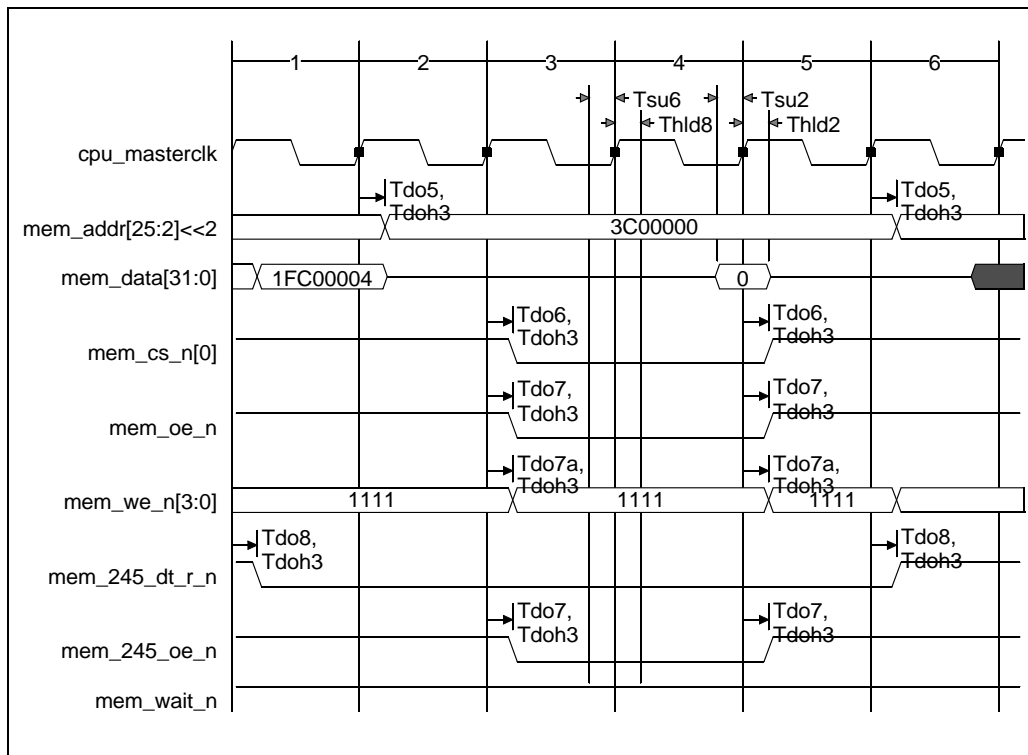 1 2 3 4 5 6
Tsu6 Tsu2
Thld8 Thld2
cpu_masterclk
Tdo5, Tdo5,
Tdoh3 Tdoh3
mem_addr[25:2]<<2 3C00000
mem_data[31:0] 1FC00004 0
Tdo6, Tdo6,
Tdoh3 Tdoh3
mem_cs_n[0]
Tdo7, Tdo7,
Tdoh3 Tdoh3
mem_oe_n
Tdo7a, Tdo7a,
Tdoh3 Tdoh3
mem_we_n[3:0] 1111 1111 1111
Tdo8, Tdo8,
Tdoh3 Tdoh3
mem_245_dt_r_n
Tdo7, Tdo7,
Tdoh3 Tdoh3
mem_245_oe_n
mem_wait_n